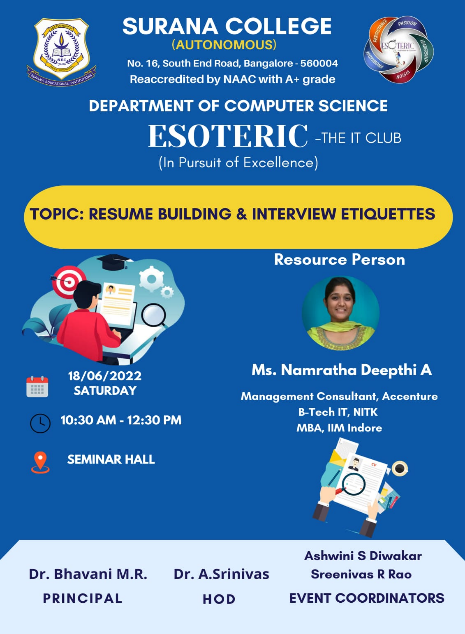 SURANA COLLEGE
(AUTONOMOUS)
No. 16, South End Road, Bangalore - 560004
Reaccredited by NAAC with A+ grade
DEPARTMENT OF COMPUTER SCIENCE
ESOTERIC -THE IT CLUB
(In Pursuit of Excellence)
TOPIC: RESUME BUILDING & INTERVIEW ETIQUETTES
Resource Person
Ms. Namratha Deepthi A
Management Consultant, Accenture
B-Tech IT, NITK
MBA, IIM Indore
18/06/2022
SATURDAY
10:30 AM - 12:30 PM
SEMINAR HALL
Dr. Bhavani M.R.
PRINCIPAL
Dr. A.Srinivas
HOD
Ashwini S Diwakar
Sreenivas R Rao
EVENT COORDINATORS